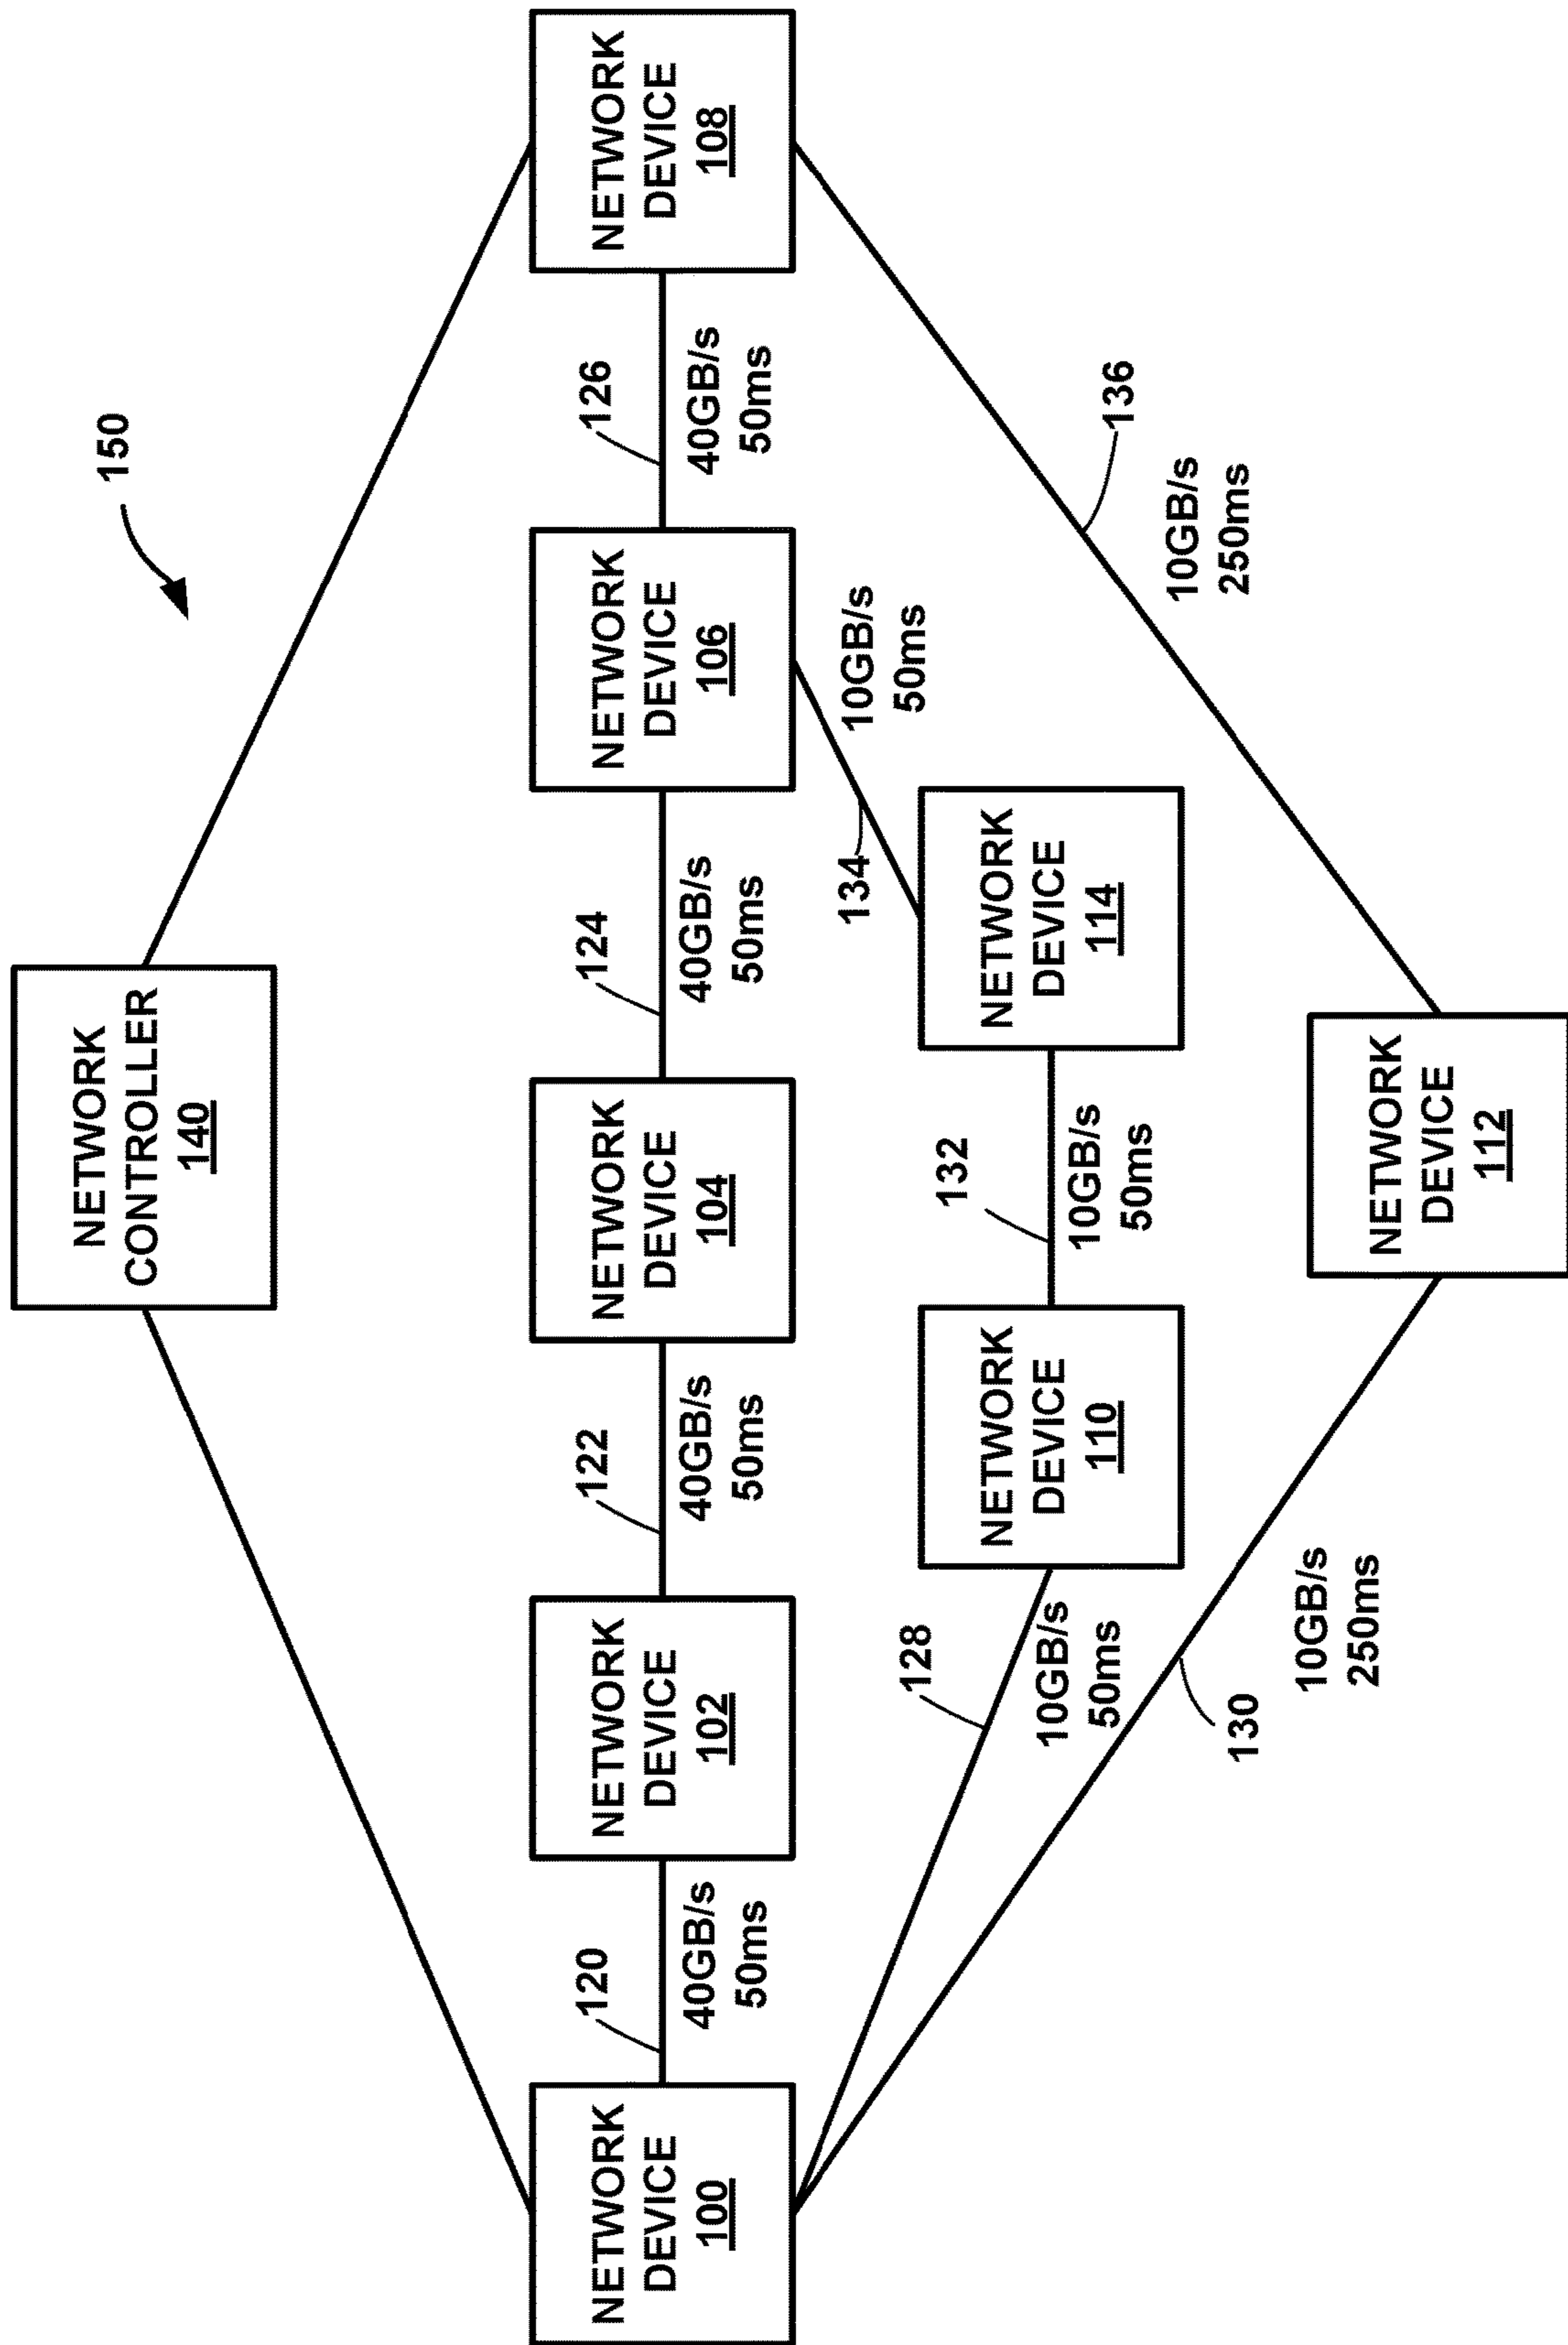 150
NETWORK
CONTROLLER
140
NETWORK
DEVICE
100
120
40GB/s
50ms
NETWORK
DEVICE
102
122
40GB/s
50ms
NETWORK
DEVICE
104
124
40GB/s
50ms
NETWORK
DEVICE
106
126
40GB/s
50ms
NETWORK
DEVICE
108
128
10GB/s
50ms
NETWORK
DEVICE
110
132
10GB/s
50ms
NETWORK
DEVICE
114
134
10GB/s
50ms
130
10GB/s
250ms
NETWORK
DEVICE
112
136
10GB/s
250ms